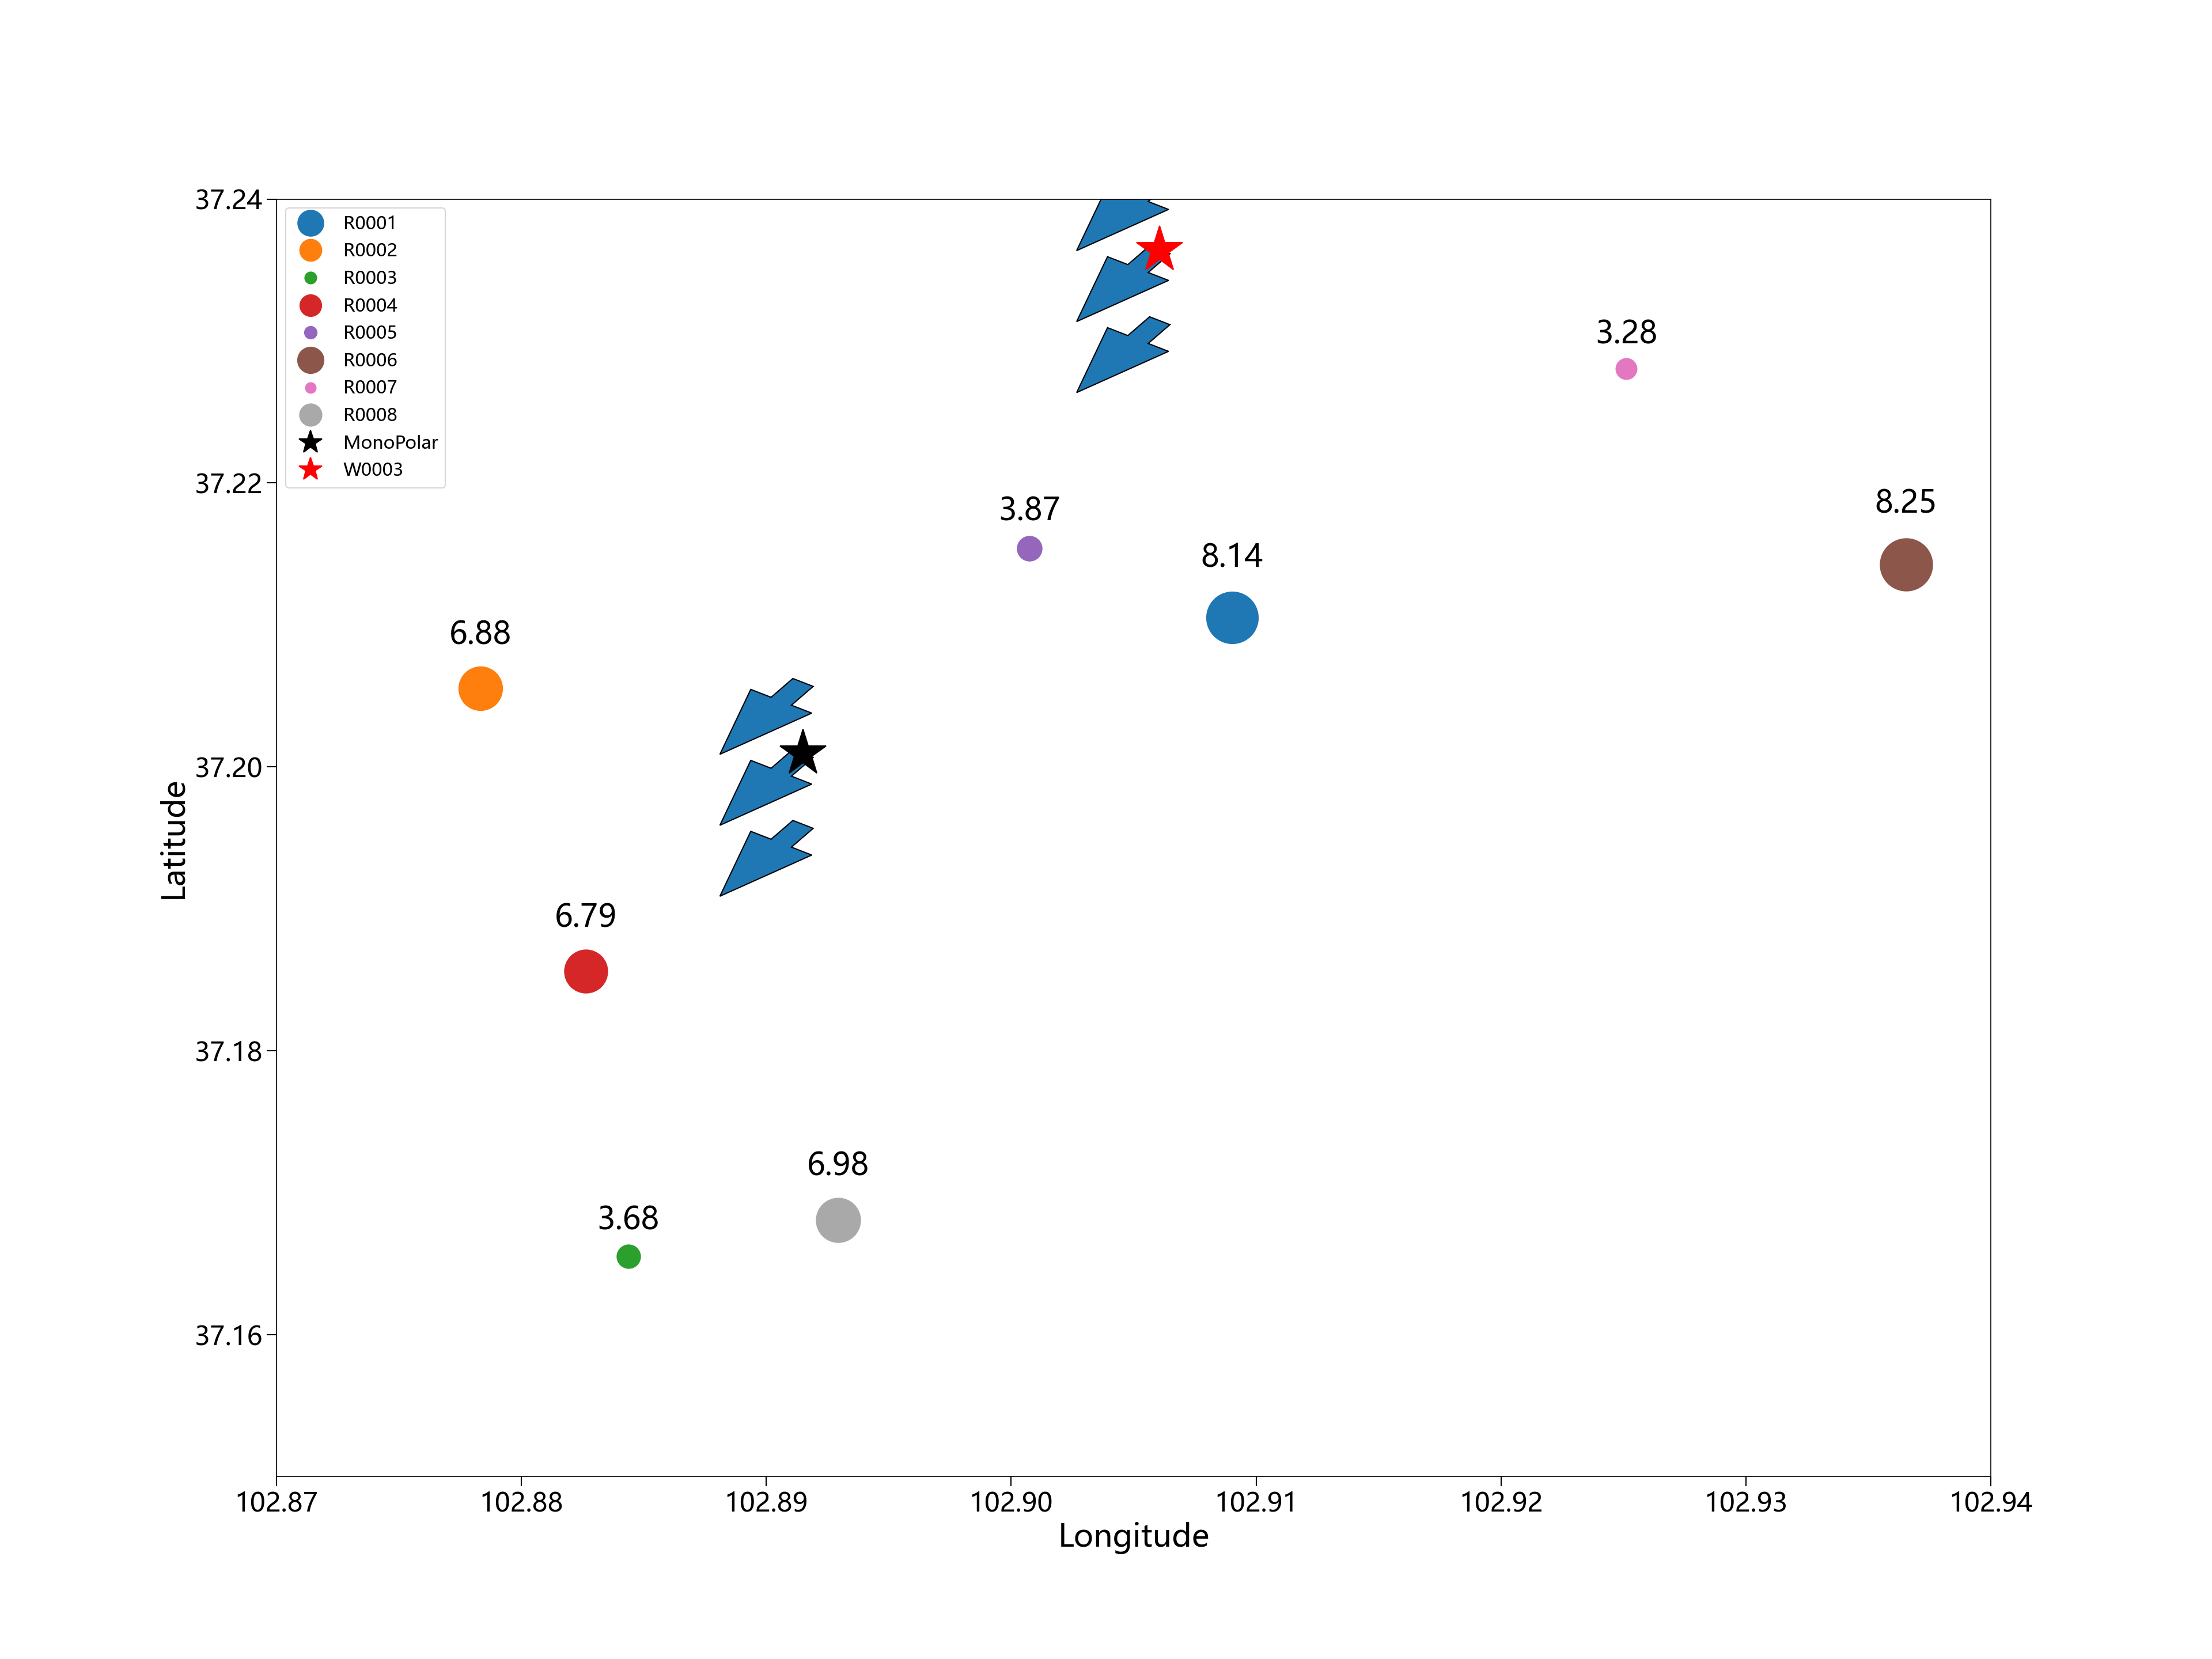 37.24
R0001
R0002
R0003
R0004
R0005
R0006
R0007
R0008
MonoPolar
W0003
3.28
37.22
3.87
8.25
8.14
6.88
37.20
Latitude
6.79
37.18
6.98
3.68
37.16
102.87 102.88 102.89 102.90 102.91 102.92 102.93 102.94
Longitude